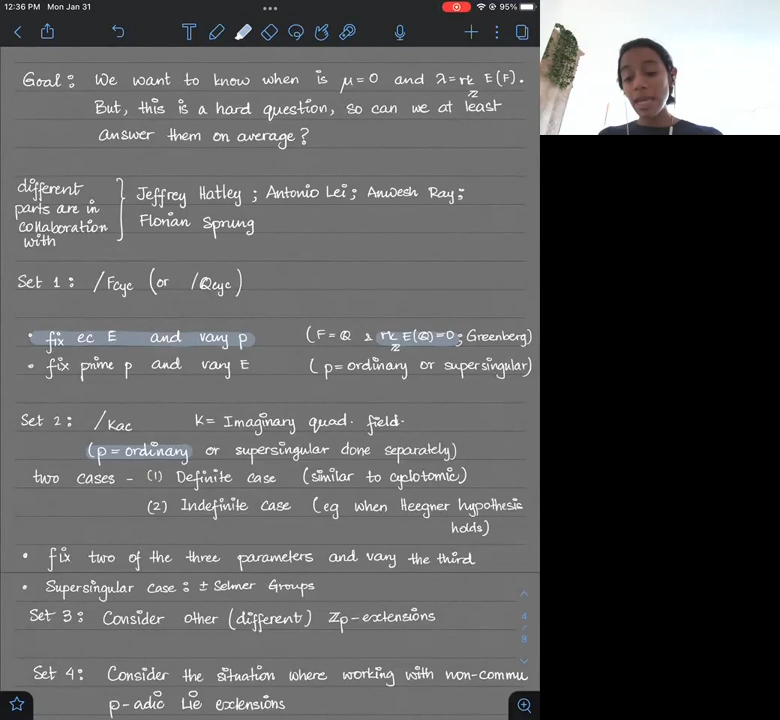 12:36 PM Mon Jan 31
95%
Goal: We want to know when is μ=0 and λ=rk_ℤ E(F).
But, this is a hard question, so can we at least
answer them on average?
different
parts are in
collaboration
with
Jeffrey Hatley ; Antonio Lei; Anwesh Ray;
Florian Sprung
Set 1: /Fcyc (or /Qcyc)
• fix ec E and vary p (F=Q & rk_ℤ E(Q)=0; Greenberg)
• fix prime p and vary E (p=ordinary or supersingular)
Set 2: /Kac K= Imaginary quad. field.
(p=ordinary or supersingular done separately)
two cases - (1) Definite case (similar to cyclotomic)
(2) Indefinite case (eg when Heegner hypothesis
holds)
• fix two of the three parameters and vary the third
• Supersingular case: ± Selmer Groups
Set 3: Consider other (different) ℤp-extensions
4
/
8
Set 4: Consider the situation where working with non-commu
p-adic Lie extensions